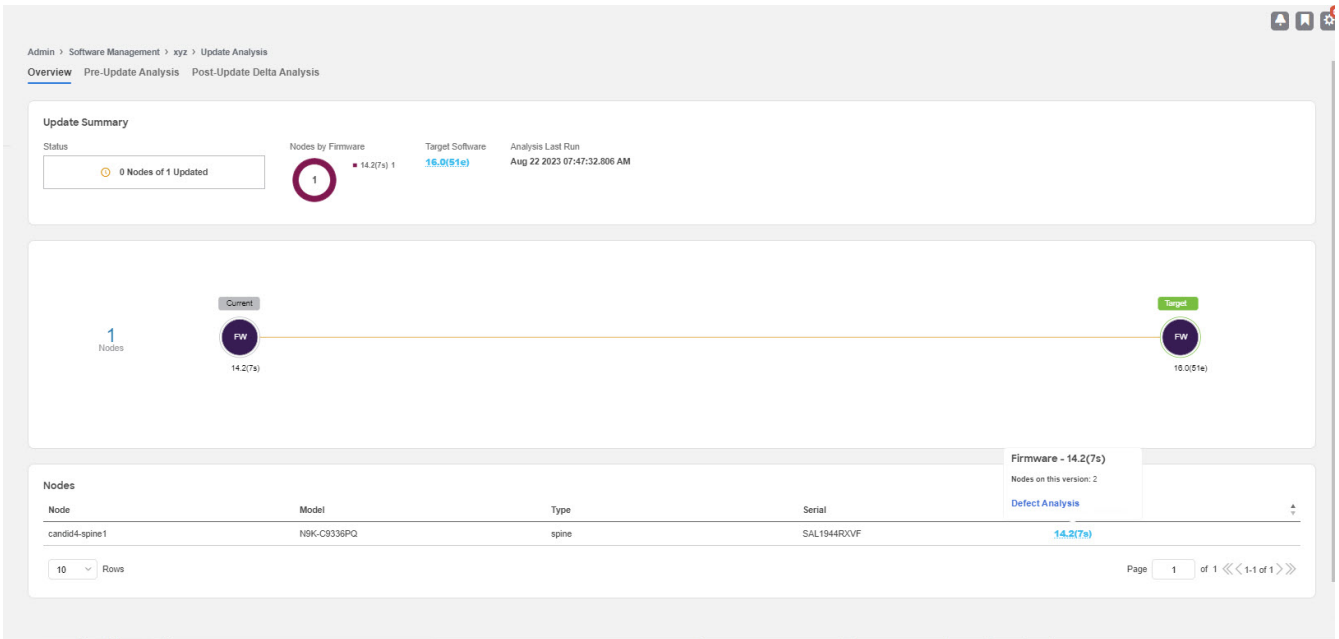 Admin > Software Management > xyz > Update Analysis
Overview Pre-Update Analysis Post-Update Delta Analysis
Update Summary
Status Nodes by Firmware Target Software Analysis Last Run
0 Nodes of 1 Updated 1 14.2(7s) 1 16.0(51e) Aug 22 2023 07:47:32.806 AM
Current Target
1 FW FW
Nodes
14.2(7s) 16.0(51e)
Firmware - 14.2(7s)
Nodes on this version: 2
Defect Analysis
Nodes
Node Model Type Serial
candid4-spine1 N9K-C9336PQ spine SAL1944RXVF 14.2(7s)
10 Rows Page 1 of 1 1-1 of 1